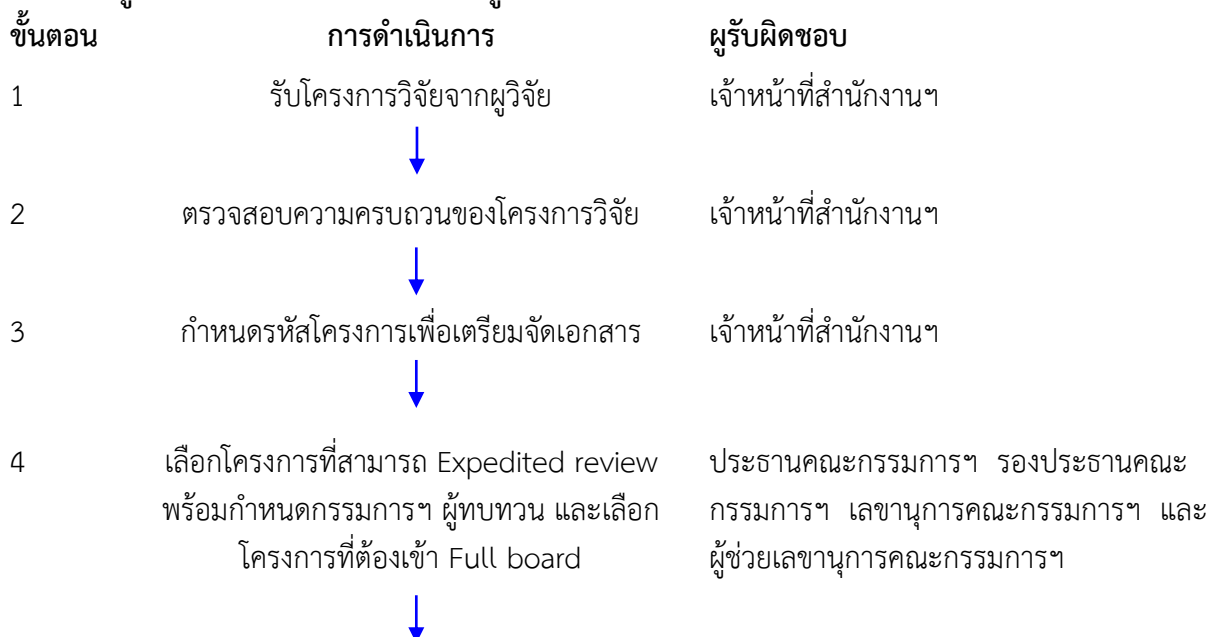 ขั้นตอน การดำเนินการ ผูรับผิดชอบ
1 รับโครงการวิจัยจากผูวิจัย เจ้าหน้าที่สำนักงานฯ
2 ตรวจสอบความครบถวนของโครงการวิจัย เจ้าหน้าที่สำนักงานฯ
3 กำหนดรหัสโครงการเพื่อเตรียมจัดเอกสาร เจ้าหน้าที่สำนักงานฯ
4 เลือกโครงการที่สามารถ Expedited review ประธานคณะกรรมการฯ รองประธานคณะ
พร้อมกำหนดกรรมการฯ ผู้ทบทวน และเลือก กรรมการฯ เลขานุการคณะกรรมการฯ และ
โครงการที่ต้องเข้า Full board ผู้ช่วยเลขานุการคณะกรรมการฯ